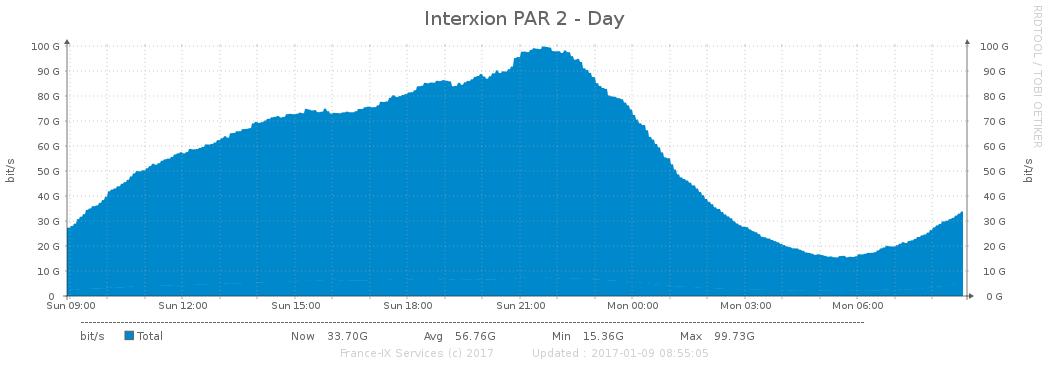 Interxion PAR 2 - Day
RRDTOOL / TOBI OETIKER
100 G 100 G
90 G 90 G
80 G 80 G
70 G 70 G
60 G 60 G
50 G 50 G
40 G 40 G
30 G 30 G
20 G 20 G
10 G 10 G
0 0 G
bit/s bit/s
Sun 09:00 Sun 12:00 Sun 15:00 Sun 18:00 Sun 21:00 Mon 00:00 Mon 03:00 Mon 06:00
bit/s Total Now 33.70G Avg 56.76G Min 15.36G Max 99.73G
France-IX Services (c) 2017 Updated : 2017-01-09 08:55:05